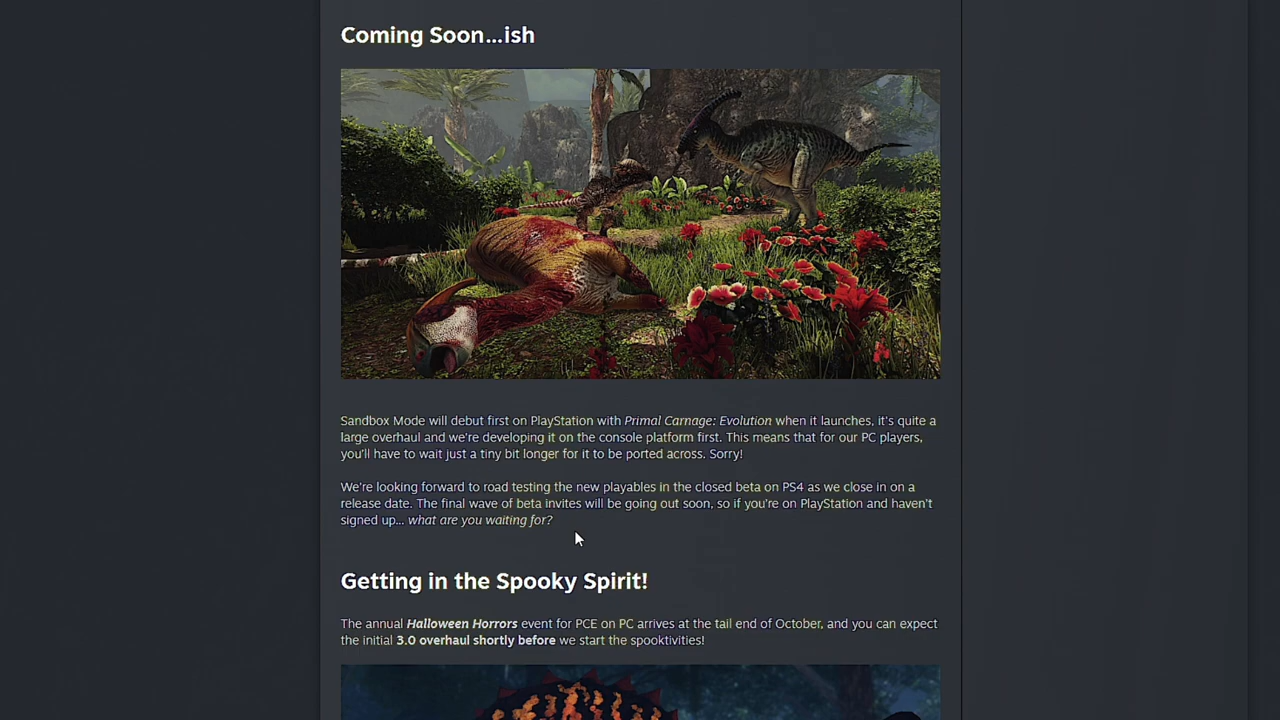 Coming Soon...ish
Sandbox Mode will debut first on PlayStation with Primal Carnage: Evolution when it launches, it's quite a
large overhaul and we're developing it on the console platform first. This means that for our PC players,
you'll have to wait just a tiny bit longer for it to be ported across. Sorry!
We're looking forward to road testing the new playables in the closed beta on PS4 as we close in on a
release date. The final wave of beta invites will be going out soon, so if you're on PlayStation and haven't
signed up... what are you waiting for?
Getting in the Spooky Spirit!
The annual Halloween Horrors event for PCE on PC arrives at the tail end of October, and you can expect
the initial 3.0 overhaul shortly before we start the spooktivities!